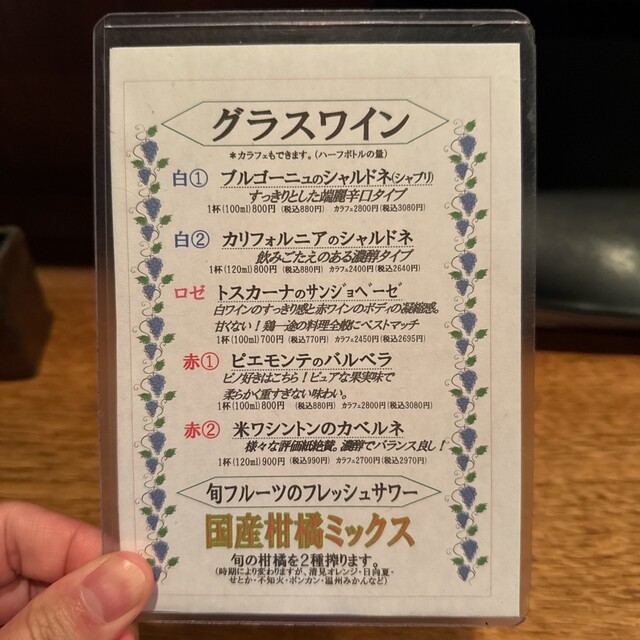 グラスワイン
＊カラフェもできます。(ハーフボトルの量)
白① ブルゴーニュのシャルドネ(シャブリ)
すっきりとした端麗辛口タイプ
1杯(100ml)800円 (税込880円) カラフェ2800円(税込3080円)
白② カリフォルニアのシャルドネ
飲みごたえのある濃醇タイプ
1杯(120ml)800円 (税込880円) カラフェ2400円(税込2640円)
ロゼ トスカーナのサンジョベーゼ
白ワインのすっきり感と赤ワインのボディの凝縮感。
甘くない！鶏一途の料理全般にベストマッチ
1杯(100ml)700円 (税込770円) カラフェ2450円(税込2695円)
赤① ピエモンテのバルベラ
ピノ好きはこちら！ピュアな果実味で
柔らかく重すぎない味わい。
1杯(100ml)800円 (税込880円) カラフェ2800円(税込3080円)
赤② 米ワシントンのカベルネ
様々な評価紙絶賛。濃醇でバランス良し！
1杯(120ml)900円 (税込990円) カラフェ2700円(税込2970円)
旬フルーツのフレッシュサワー
国産柑橘ミックス
旬の柑橘を２種搾ります。
(時期により変わりますが、清見オレンジ・日向夏・
せとか・不知火・ポンカン・温州みかんなど)